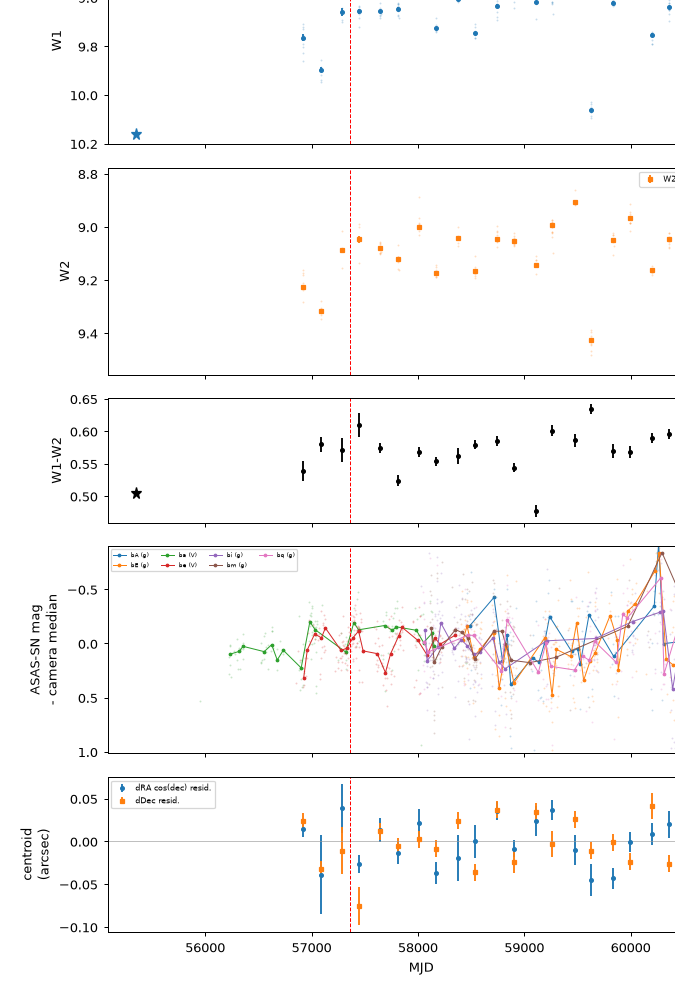 9.6
9.8
10.0
10.2
W1
8.8
9.0
9.2
9.4
W2
W2
0.65
0.60
0.55
0.50
W1-W2
bA (g)
ba (V)
bi (g)
bq (g)
bE (g)
be (V)
bm (g)
−0.5
0.0
0.5
1.0
ASAS-SN mag
- camera median
dRA cos(dec) resid.
dDec resid.
0.05
0.00
−0.05
−0.10
centroid
(arcsec)
56000
57000
58000
59000
60000
MJD